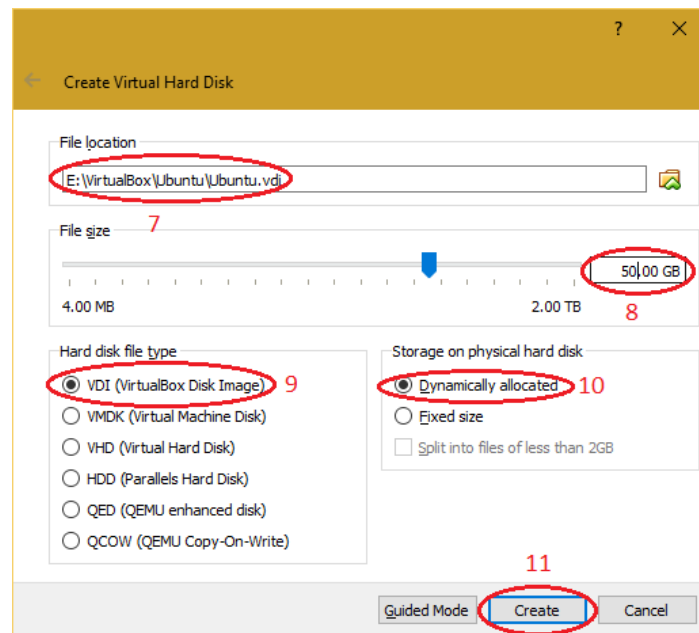 ?
Create Virtual Hard Disk
File location
E:\VirtualBox\Ubuntu\Ubuntu.vdi
7
File size
50.00 GB
4.00 MB 2.00 TB
8
Hard disk file type
VDI (VirtualBox Disk Image) 9
VMDK (Virtual Machine Disk)
VHD (Virtual Hard Disk)
HDD (Parallels Hard Disk)
QED (QEMU enhanced disk)
QCOW (QEMU Copy-On-Write)
Storage on physical hard disk
Dynamically allocated 10
Fixed size
Split into files of less than 2GB
11
Guided Mode Create Cancel